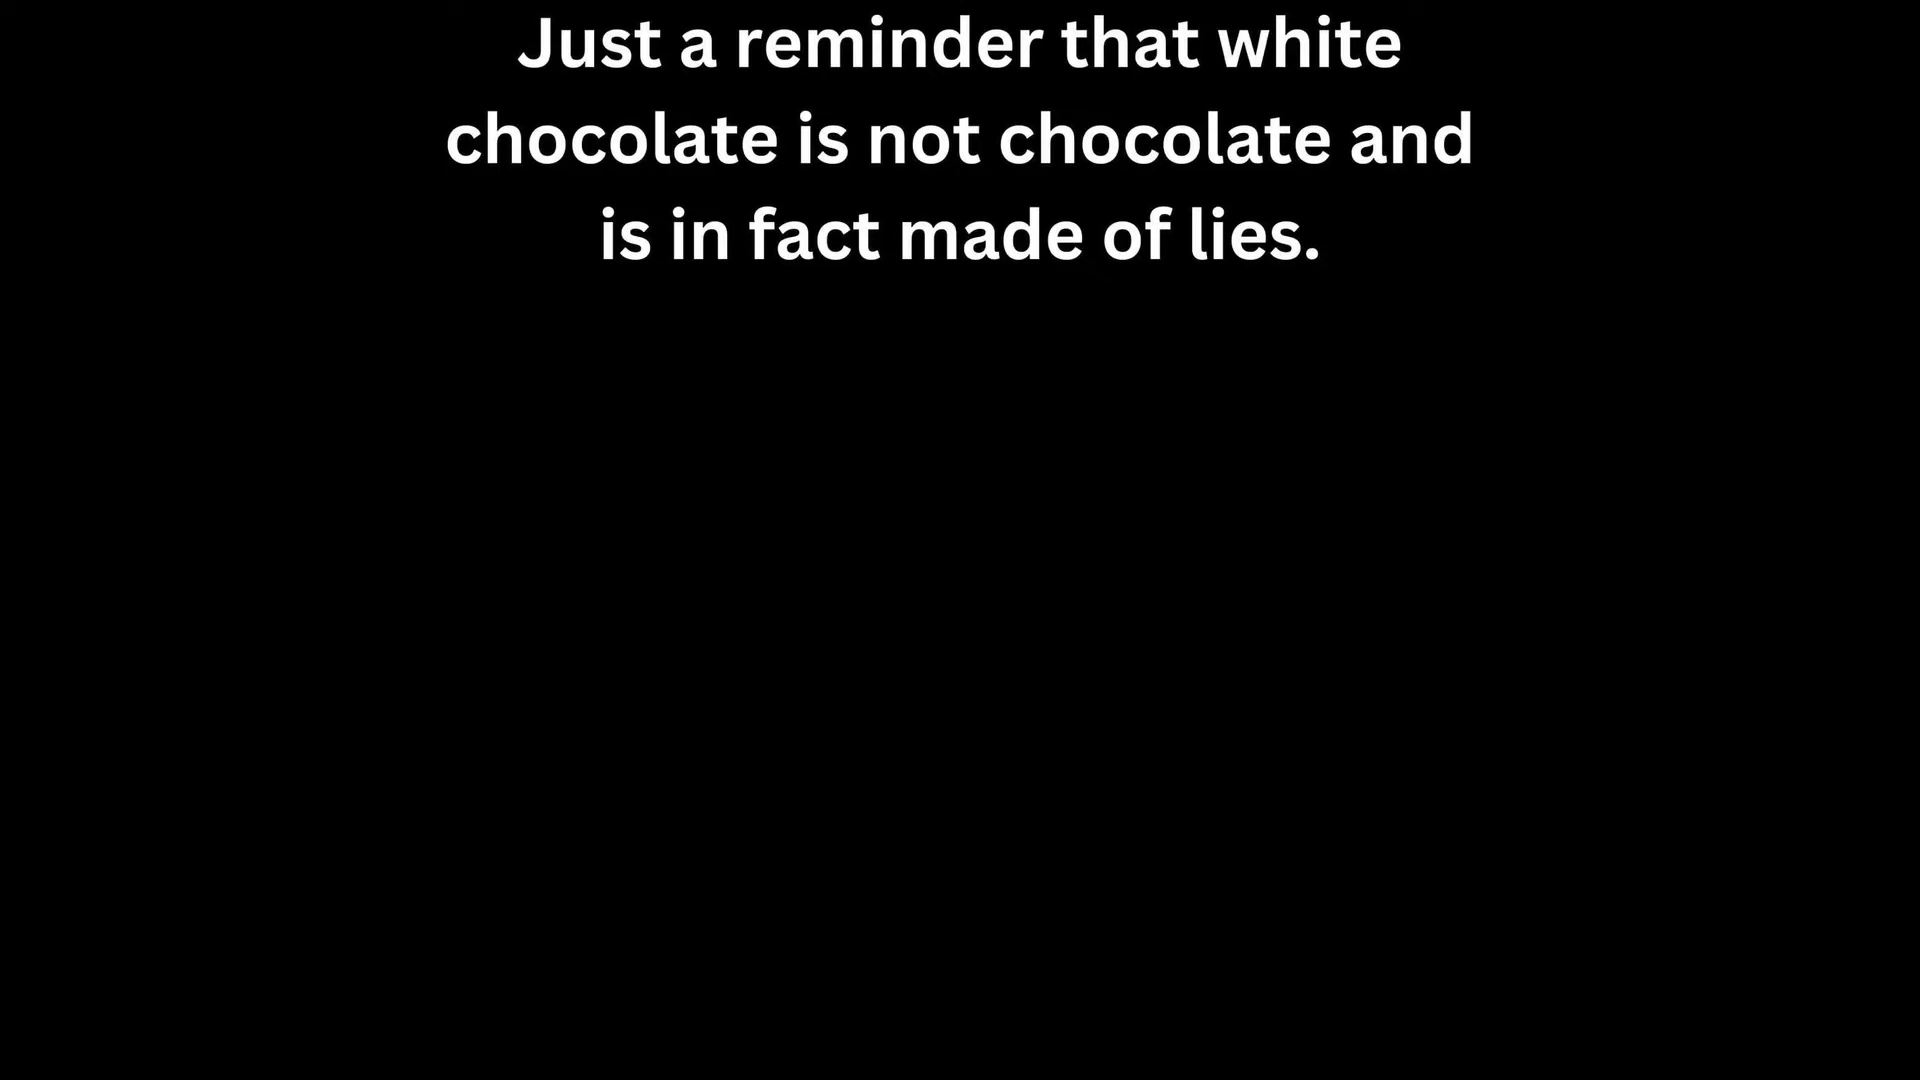 Just a reminder that white
chocolate is not chocolate and
is in fact made of lies.